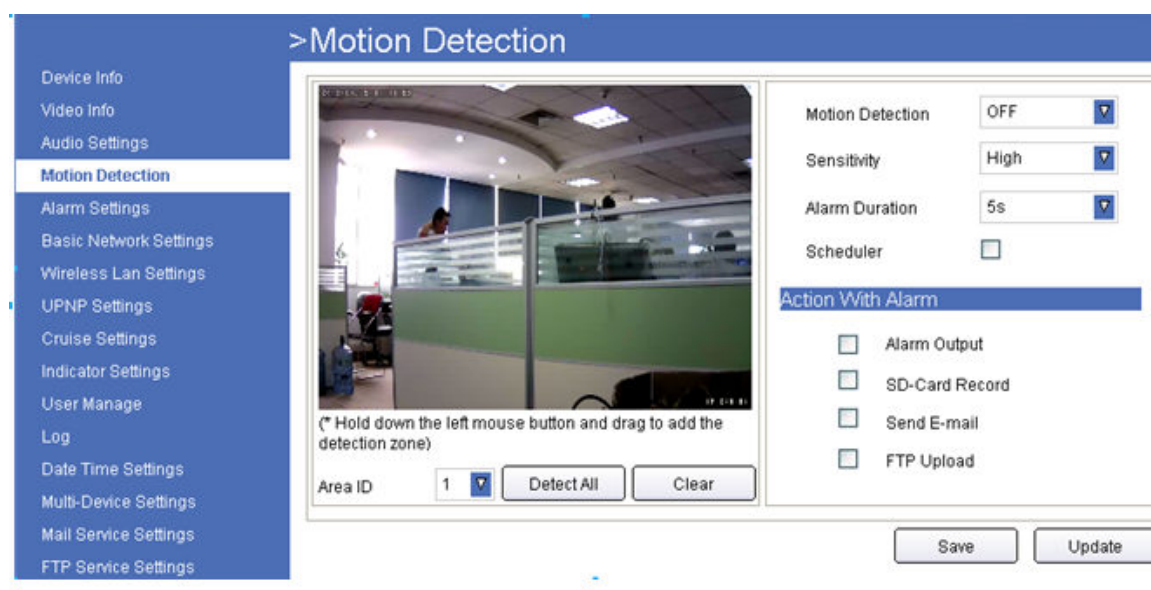 >Motion Detection
Device Info
Video Info
Audio Settings
Motion Detection
Alarm Settings
Basic Network Settings
Wireless Lan Settings
UPNP Settings
Cruise Settings
Indicator Settings
User Manage
Log
Date Time Settings
Multi-Device Settings
Mail Service Settings
FTP Service Settings
(* Hold down the left mouse button and drag to add the
detection zone)
Area ID 1 Detect All Clear
Motion Detection OFF
Sensitivity High
Alarm Duration 5s
Scheduler
Action With Alarm
Alarm Output
SD-Card Record
Send E-mail
FTP Upload
Save Update